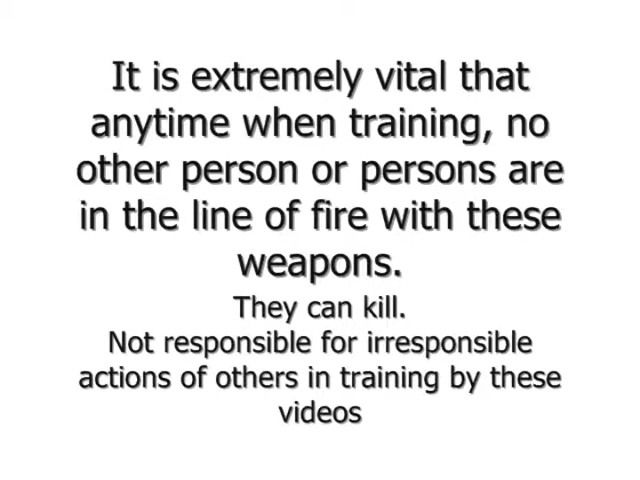 It is extremely vital that
anytime when training, no
other person or persons are
in the line of fire with these
weapons.
They can kill.
Not responsible for irresponsible
actions of others in training by these
videos